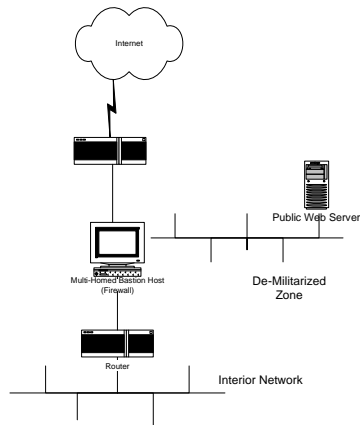 Internet
Public Web Server
Multi-Homed Bastion Host
(Firewall)
De-Militarized
Zone
Router
Interior Network